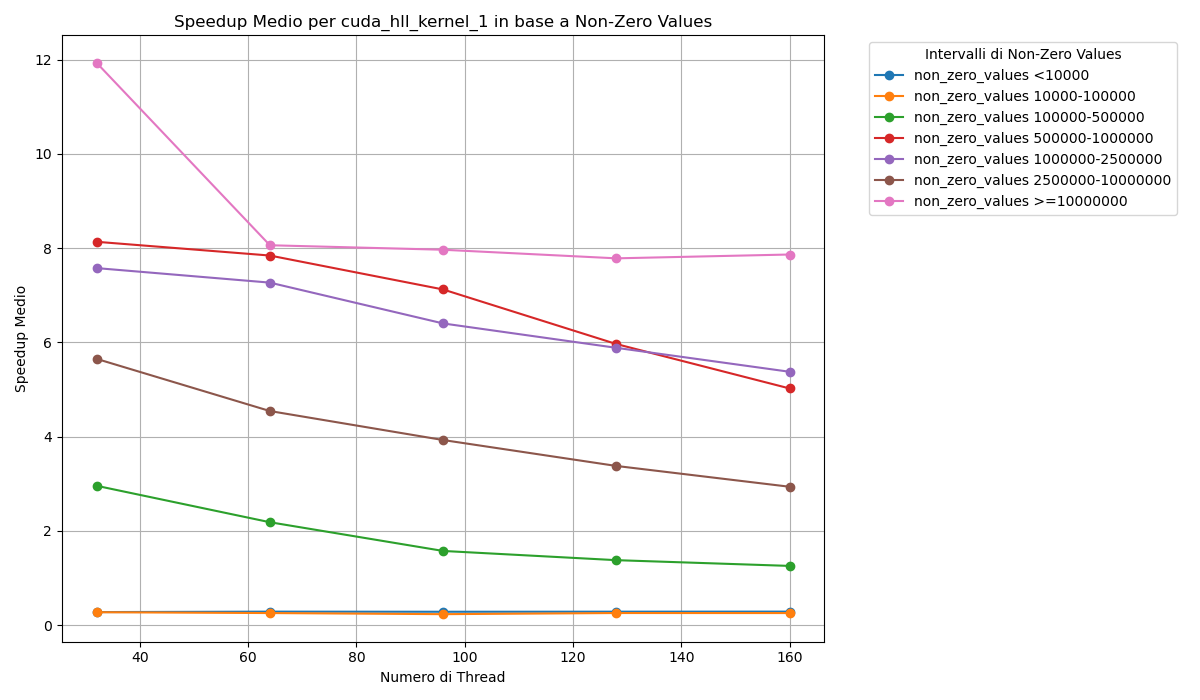 Speedup Medio per cuda_hll_kernel_1 in base a Non-Zero Values
Speedup Medio
12
10
8
6
4
2
0
40
60
80
100
120
140
160
Numero di Thread
Intervalli di Non-Zero Values
non_zero_values <10000
non_zero_values 10000-100000
non_zero_values 100000-500000
non_zero_values 500000-1000000
non_zero_values 1000000-2500000
non_zero_values 2500000-10000000
non_zero_values >=10000000